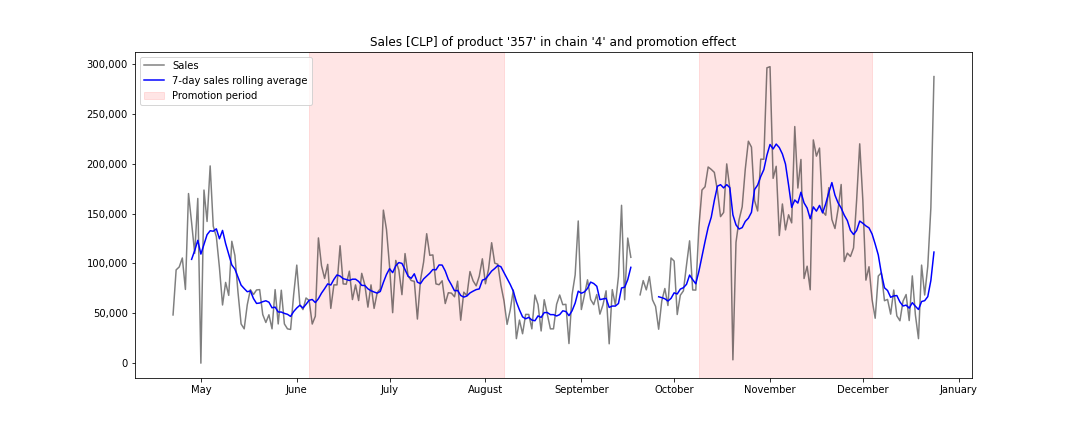 Sales [CLP] of product '357' in chain '4' and promotion effect
Sales
7-day sales rolling average
Promotion period
300,000
250,000
200,000
150,000
100,000
50,000
0
May June July August September October November December January